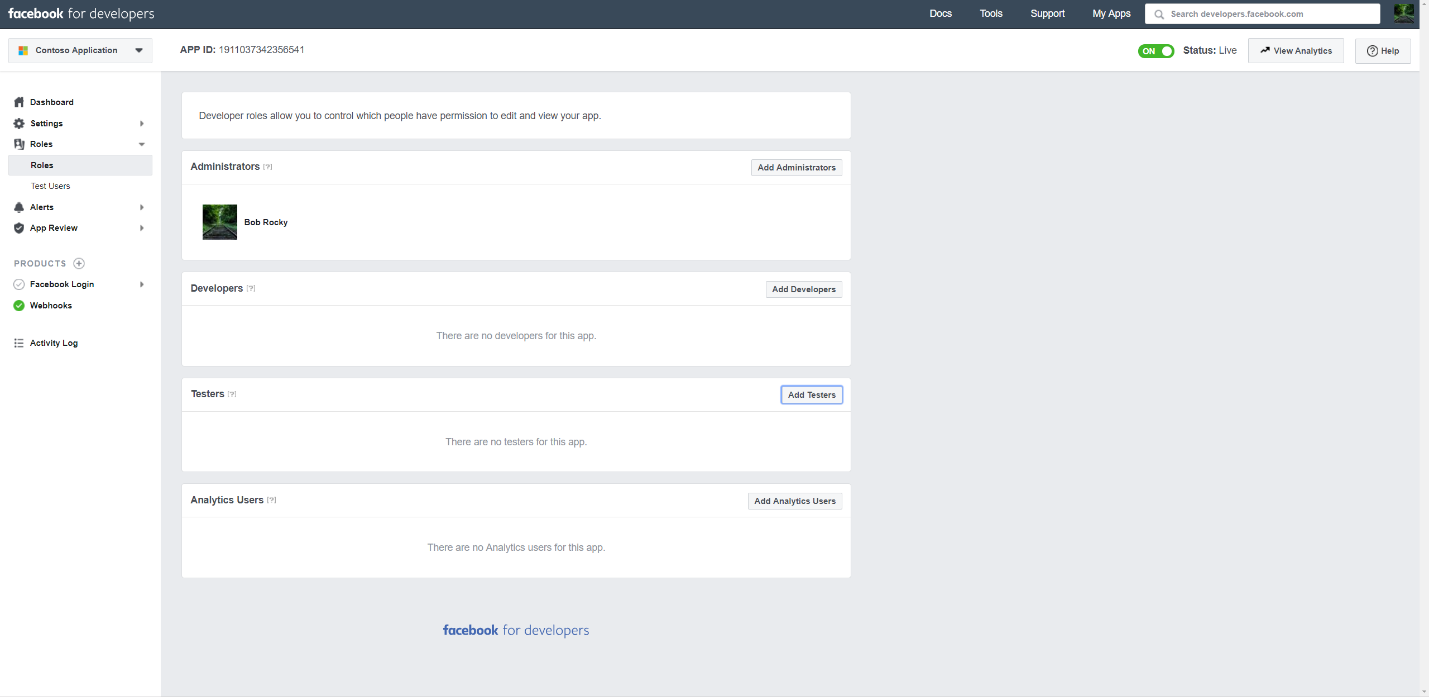 facebook for developers
Docs Tools Support My Apps Search developers.facebook.com
Contoso Application
APP ID: 1911037342356541
ON Status: Live View Analytics Help
Dashboard
Settings
Roles
Roles
Test Users
Alerts
App Review
PRODUCTS
Facebook Login
Webhooks
Activity Log
Developer roles allow you to control which people have permission to edit and view your app.
Administrators [?] Add Administrators
Bob Rocky
Developers [?] Add Developers
There are no developers for this app.
Testers [?] Add Testers
There are no testers for this app.
Analytics Users [?] Add Analytics Users
There are no Analytics users for this app.
facebook for developers